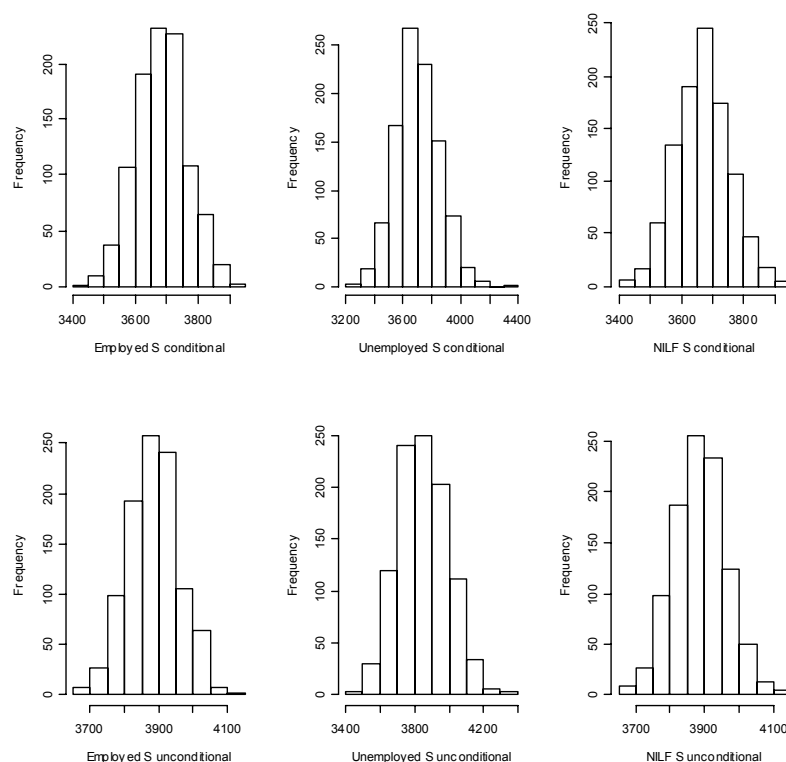 Frequency
0 50 100 150 200
3400 3600 3800
Employed S conditional
Frequency
0 50 100 150 200 250
3200 3600 4000 4400
Unemployed S conditional
Frequency
0 50 100 150 200 250
3400 3600 3800
NILF S conditional
Frequency
0 50 100 150 200 250
3700 3900 4100
Employed S unconditional
Frequency
0 50 100 150 200 250
3400 3800 4200
Unemployed S unconditional
Frequency
0 50 100 150 200 250
3700 3900 4100
NILF S unconditional